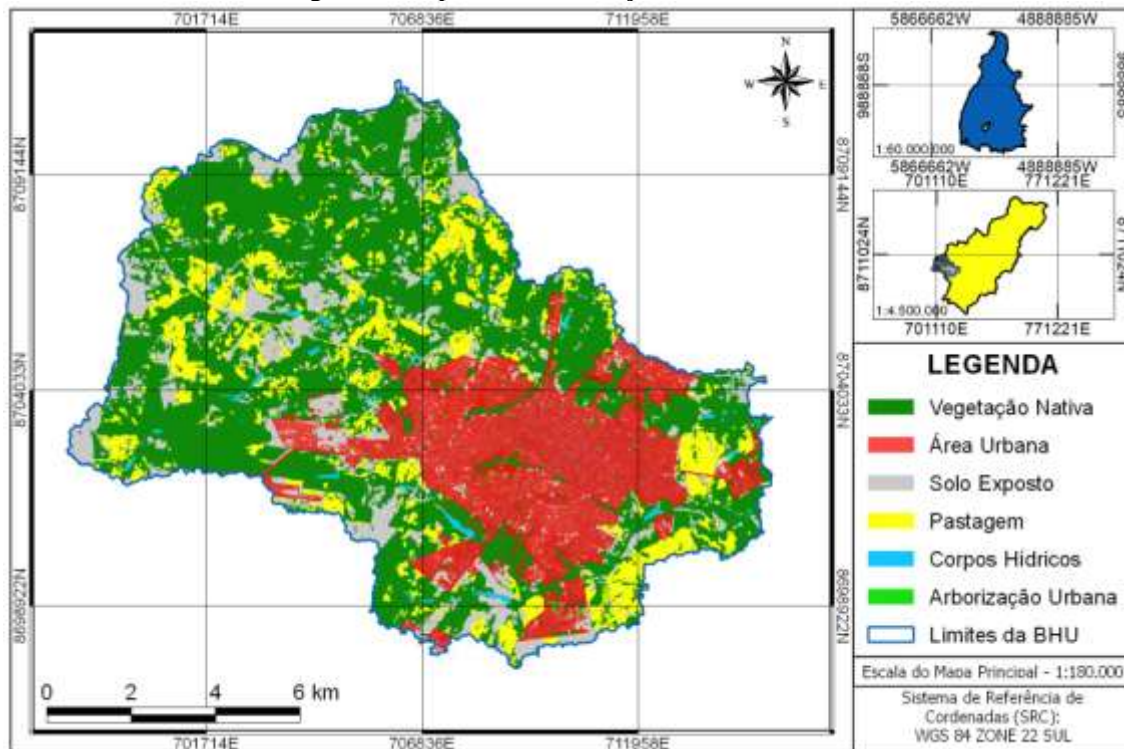 701714E 706836E 711958E
N
W E
S
8709144N
8704033N
8698922N
8709144N
8704033N
8698922N
0 2 4 6 km
701714E 706836E 711958E
5866662W 4888885W
988888S
1:60.000.000
5866662W 4888885W
701110E 771221E
8711024N
8711024N
1:4.500.000
701110E 771221E
LEGENDA
Vegetação Nativa
Área Urbana
Solo Exposto
Pastagem
Corpos Hídricos
Arborização Urbana
Limites da BHU
Escala do Mapa Principal - 1:180.000
Sistema de Referência de
Cordenadas (SRC):
WGS 84 ZONE 22 SUL